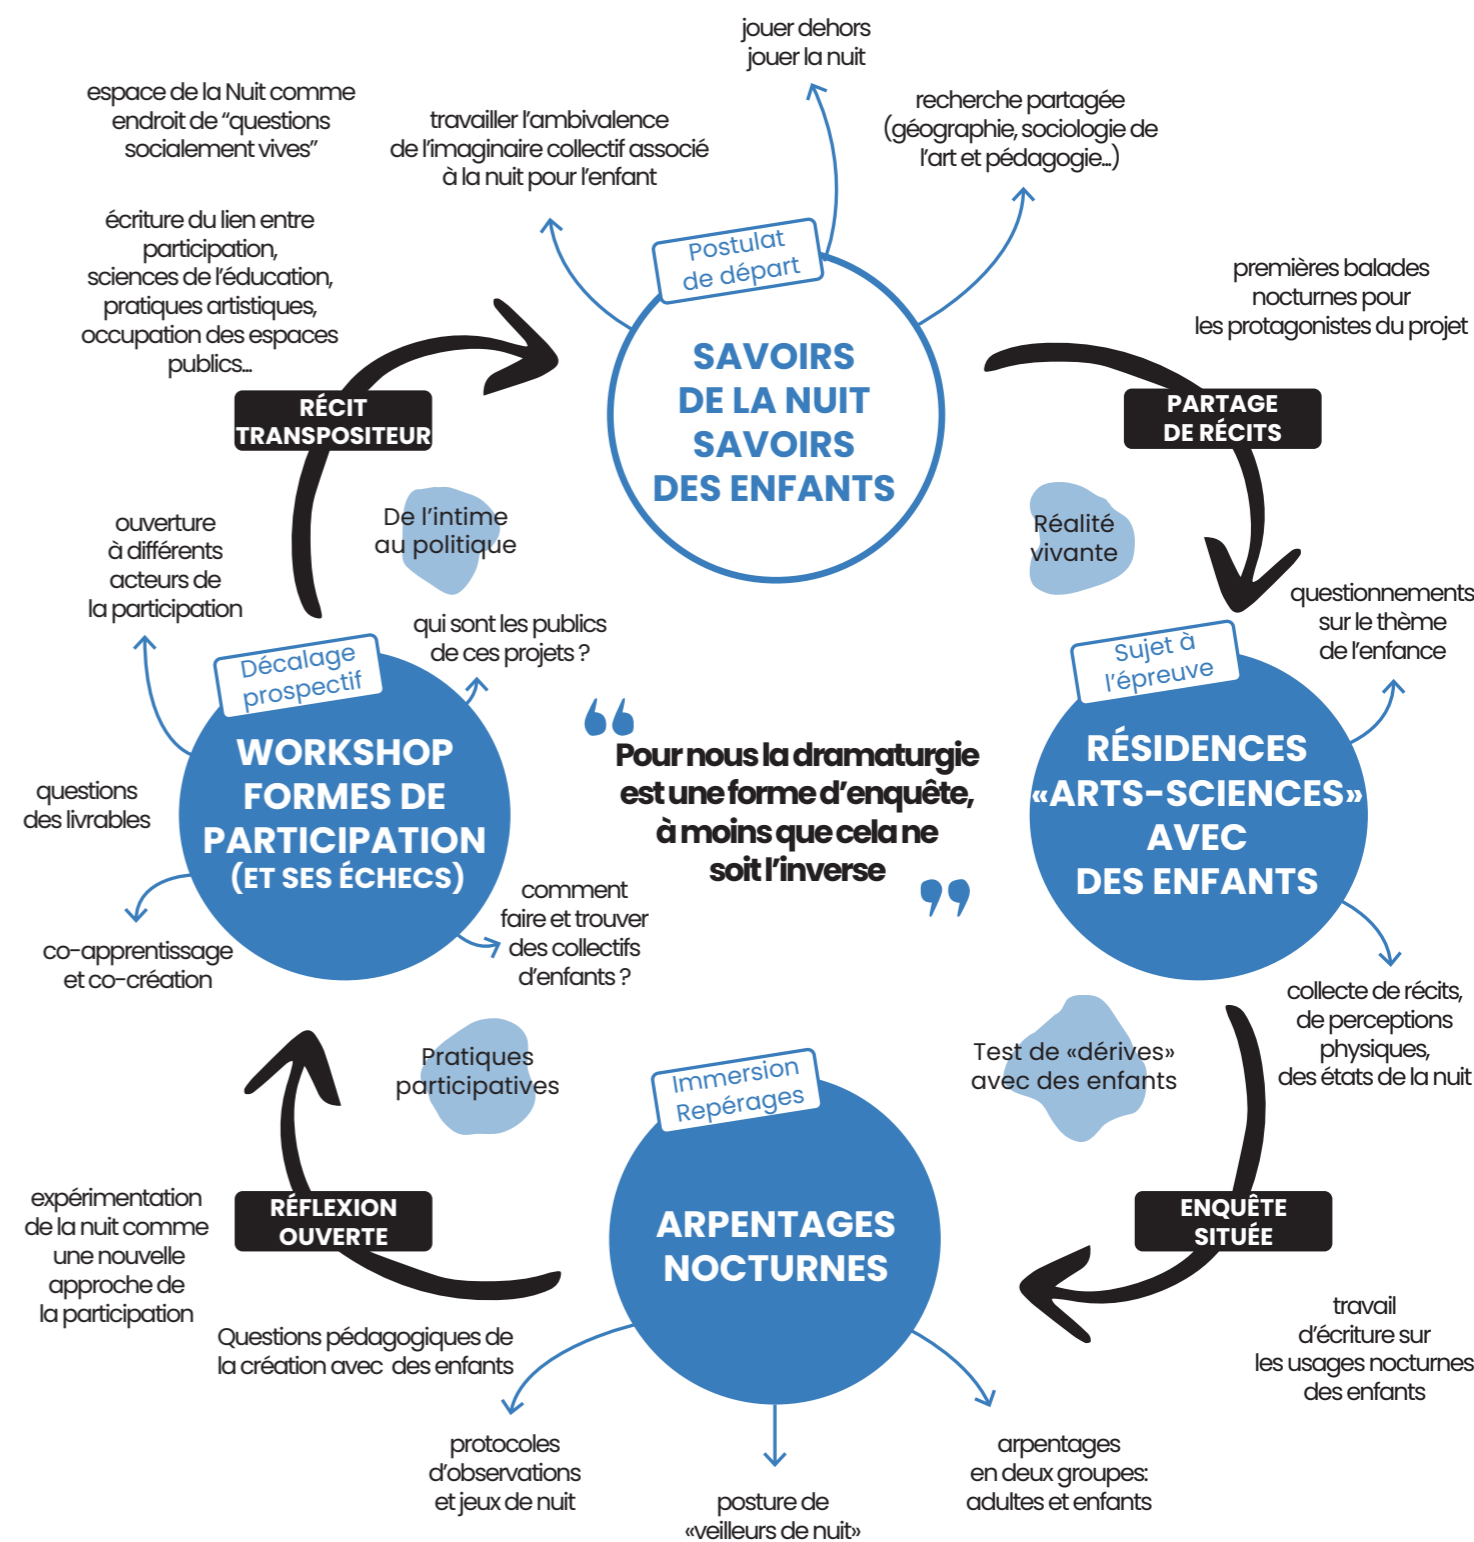 jouer dehors
jouer la nuit
espace de la Nuit comme
endroit de “questions
socialement vives”
travailler l’ambivalence
de l’imaginaire collectif associé
à la nuit pour l’enfant
recherche partagée
(géographie, sociologie de
l’art et pédagogie...)
écriture du lien entre
participation,
sciences de l’éducation,
pratiques artistiques,
occupation des espaces
publics...
Postulat
de départ
SAVOIRS
DE LA NUIT
SAVOIRS
DES ENFANTS
premières balades
nocturnes pour
les protagonistes du projet
RÉCIT
TRANSPOSITEUR
PARTAGE
DE RÉCITS
De l’intime
au politique
Réalité
vivante
ouverture
à différents
acteurs de
la participation
qui sont les publics
de ces projets ?
questionnements
sur le thème
de l’enfance
Décalage
prospectif
WORKSHOP
FORMES DE
PARTICIPATION
(ET SES ÉCHECS)
questions
des livrables
co-apprentissage
et co-création
comment
faire et trouver
des collectifs
d’enfants ?
“
Pour nous la dramaturgie
est une forme d’enquête,
à moins que cela ne
soit l’inverse
”
Sujet à
l’épreuve
RÉSIDENCES
«ARTS-SCIENCES»
AVEC
DES ENFANTS
collecte de récits,
de perceptions
physiques,
des états de la nuit
Pratiques
participatives
Test de «dérives»
avec des enfants
Immersion
Repérages
ARPENTAGES
NOCTURNES
RÉFLEXION
OUVERTE
ENQUÊTE
SITUÉE
expérimentation
de la nuit comme
une nouvelle
approche de
la participation
Questions pédagogiques de
la création avec des enfants
travail
d’écriture sur
les usages nocturnes
des enfants
protocoles
d’observations
et jeux de nuit
posture de
«veilleurs de nuit»
arpentages
en deux groupes:
adultes et enfants